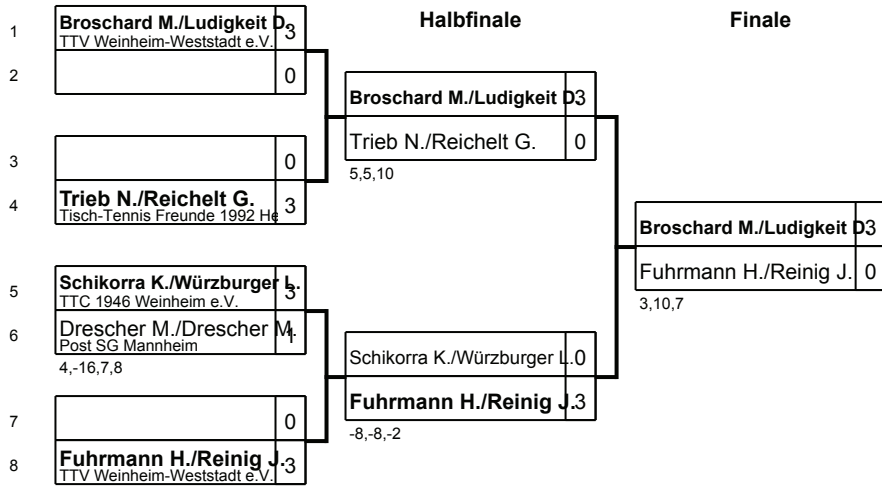 Halbfinale
Finale
1
Broschard M./Ludigkeit D.
3
TTV Weinheim-Weststadt e.V.
2
0
3
0
4
Trieb N./Reichelt G.
3
Tisch-Tennis Freunde 1992 He
5
Schikorra K./Würzburger L.
3
TTC 1946 Weinheim e.V.
6
Drescher M./Drescher M.
1
Post SG Mannheim
4,-16,7,8
7
0
8
Fuhrmann H./Reinig J.
3
TTV Weinheim-Weststadt e.V.
Broschard M./Ludigkeit D.
3
Trieb N./Reichelt G.
0
5,5,10
Schikorra K./Würzburger L.
0
Fuhrmann H./Reinig J.
3
-8,-8,-2
Broschard M./Ludigkeit D.
3
Fuhrmann H./Reinig J.
0
3,10,7